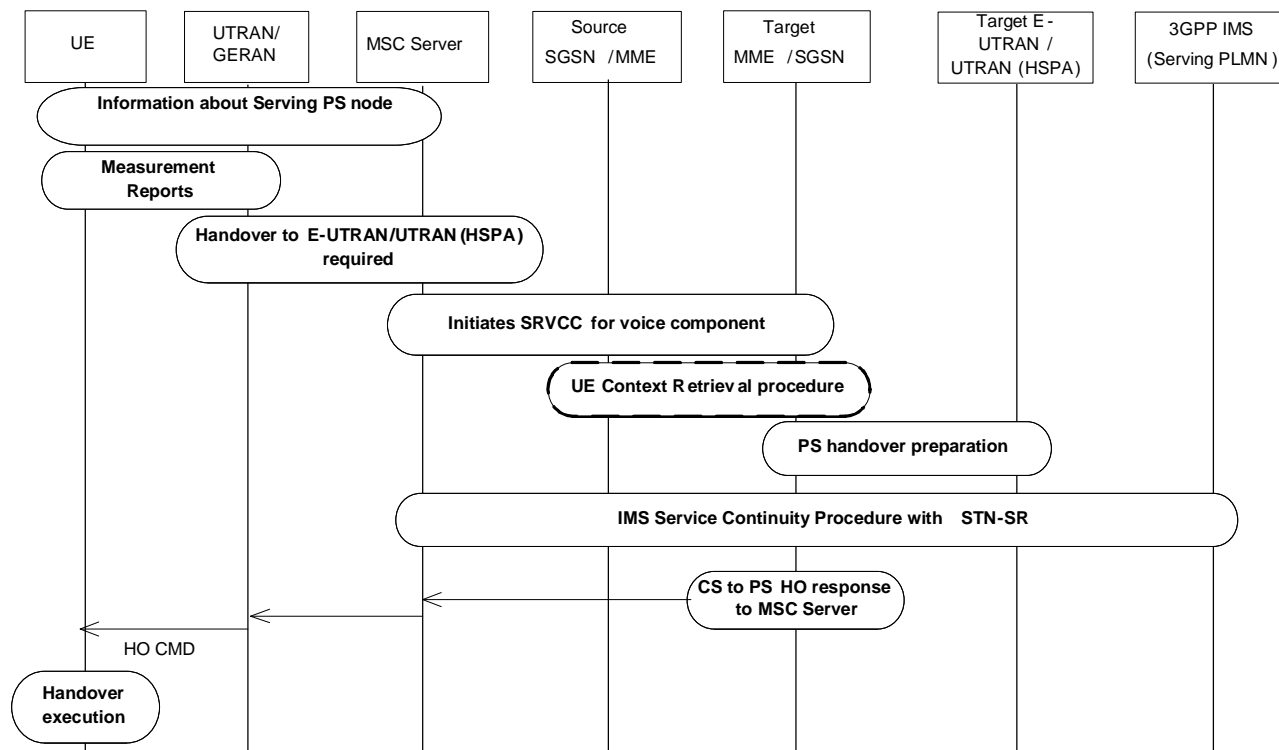 UE
UTRAN/
GERAN
MSC Server
Source
SGSN /MME
Target
MME /SGSN
Target E -
UTRAN /
UTRAN (HSPA)
3GPP IMS
(Serving PLMN )
Information about Serving PS node
Measurement
Reports
Handover to E-UTRAN/UTRAN (HSPA)
required
Initiates SRVCC for voice component
UE Context Retrieval procedure
PS handover preparation
IMS Service Continuity Procedure with STN-SR
CS to PS HO response
to MSC Server
HO CMD
Handover
execution